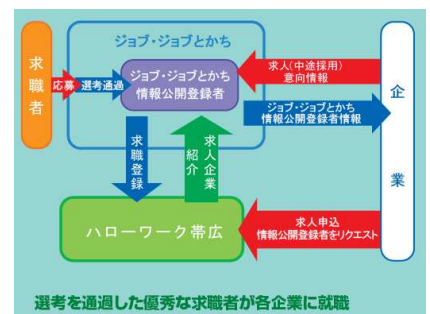 ジョブ・ジョブとかち
求職者
応募
選考通過
ジョブ・ジョブとかち
情報公開登録者
求人(中途採用)
意向情報
ジョブ・ジョブとかち
情報公開登録者情報
企業
求職登録
求人企業
紹介
ハローワーク帯広
求人申込
情報公開登録者をリクエスト
選考を通過した優秀な求職者が各企業に就職